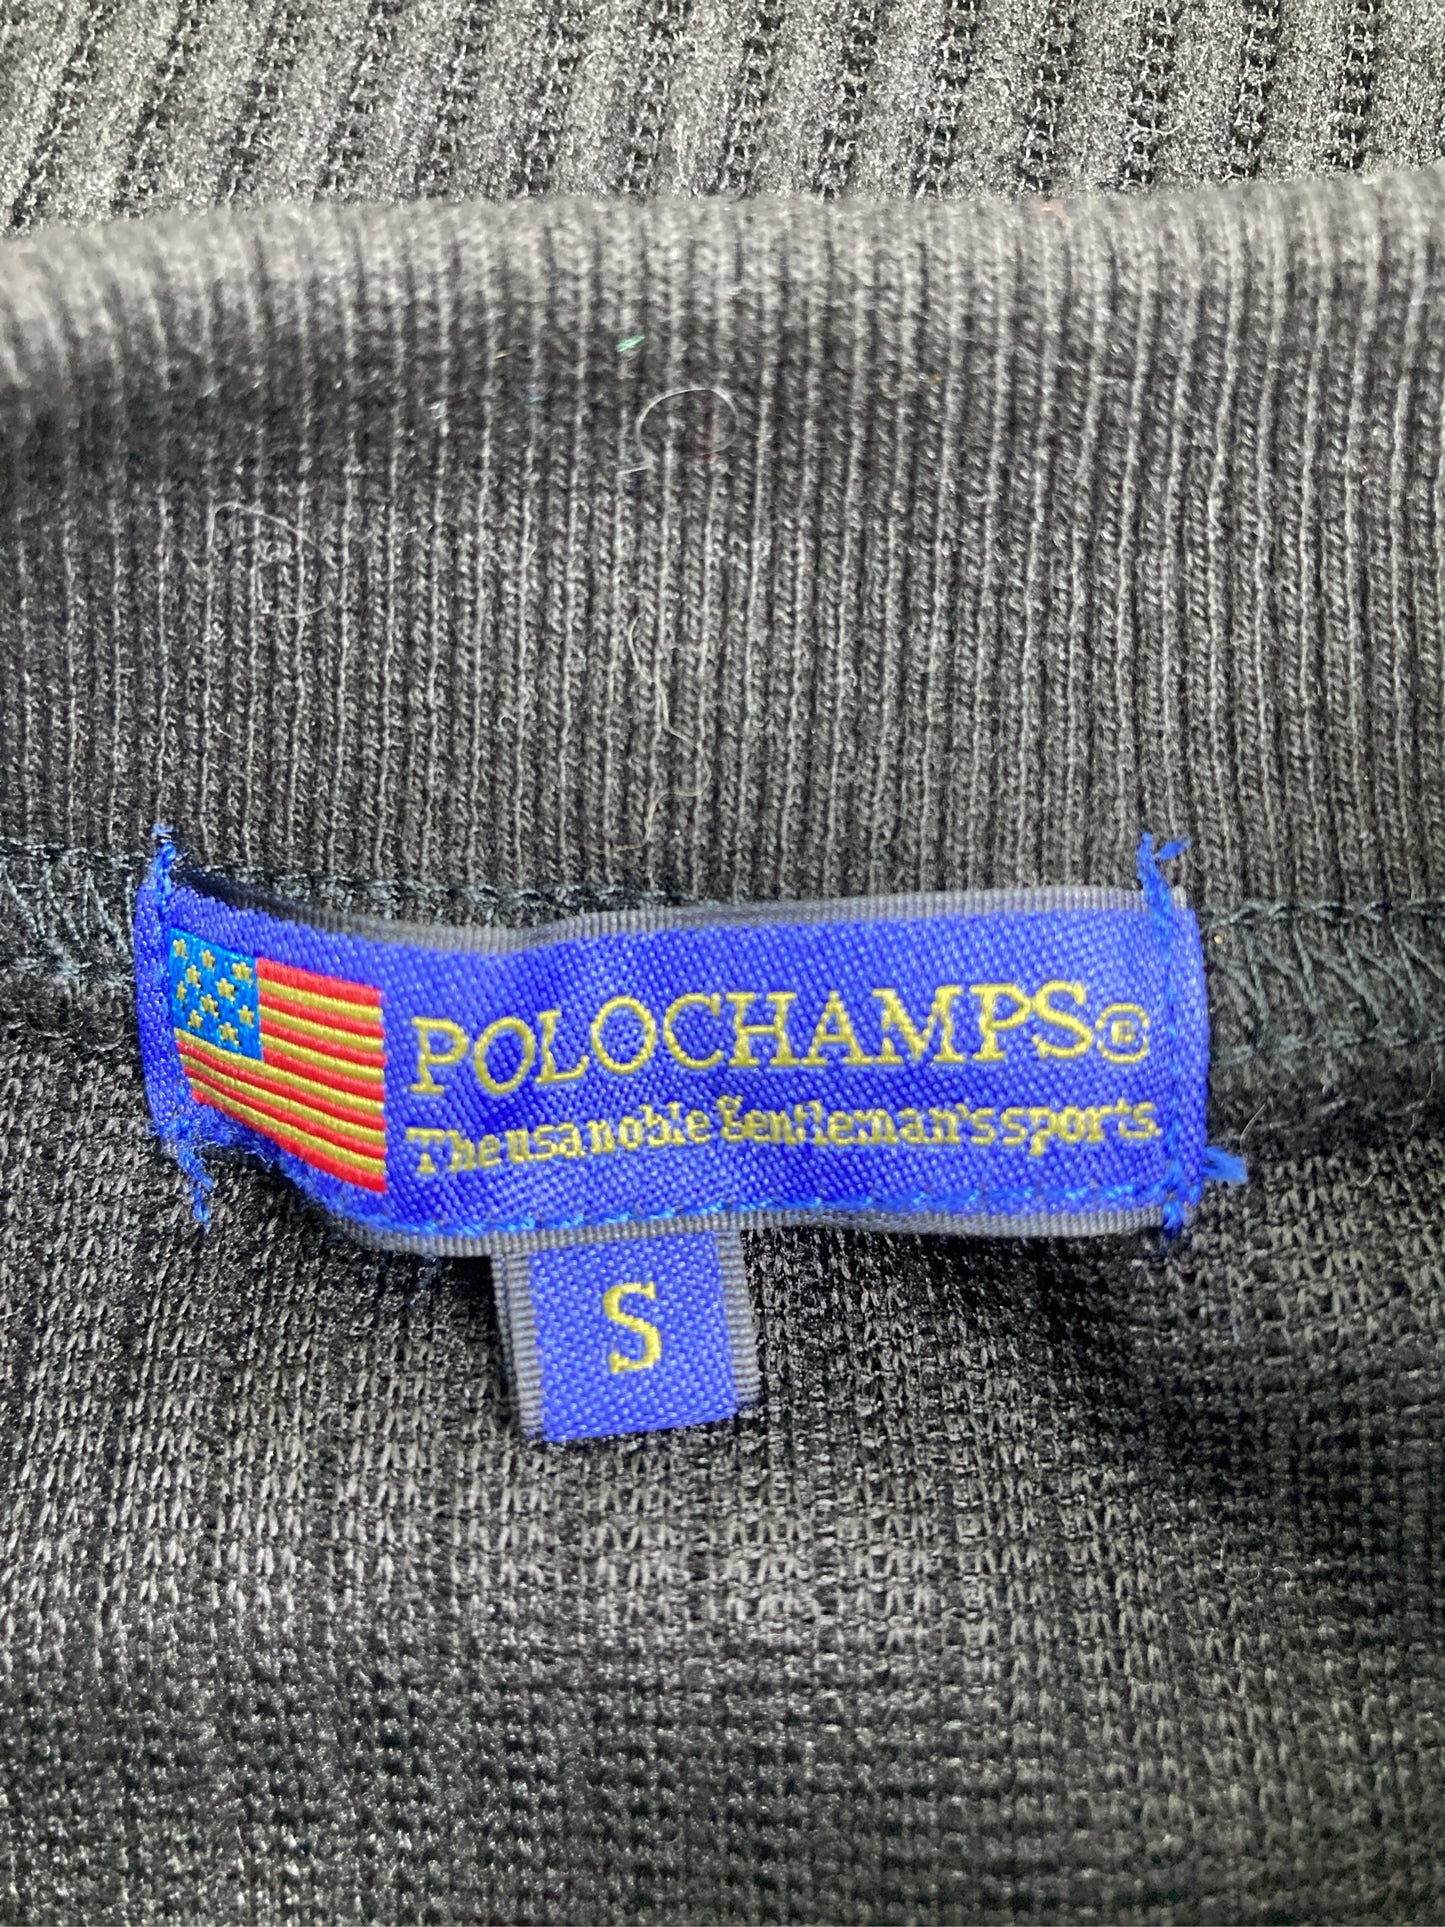 POLOCHAMPS®
The usa noble Gentleman's sports.
S